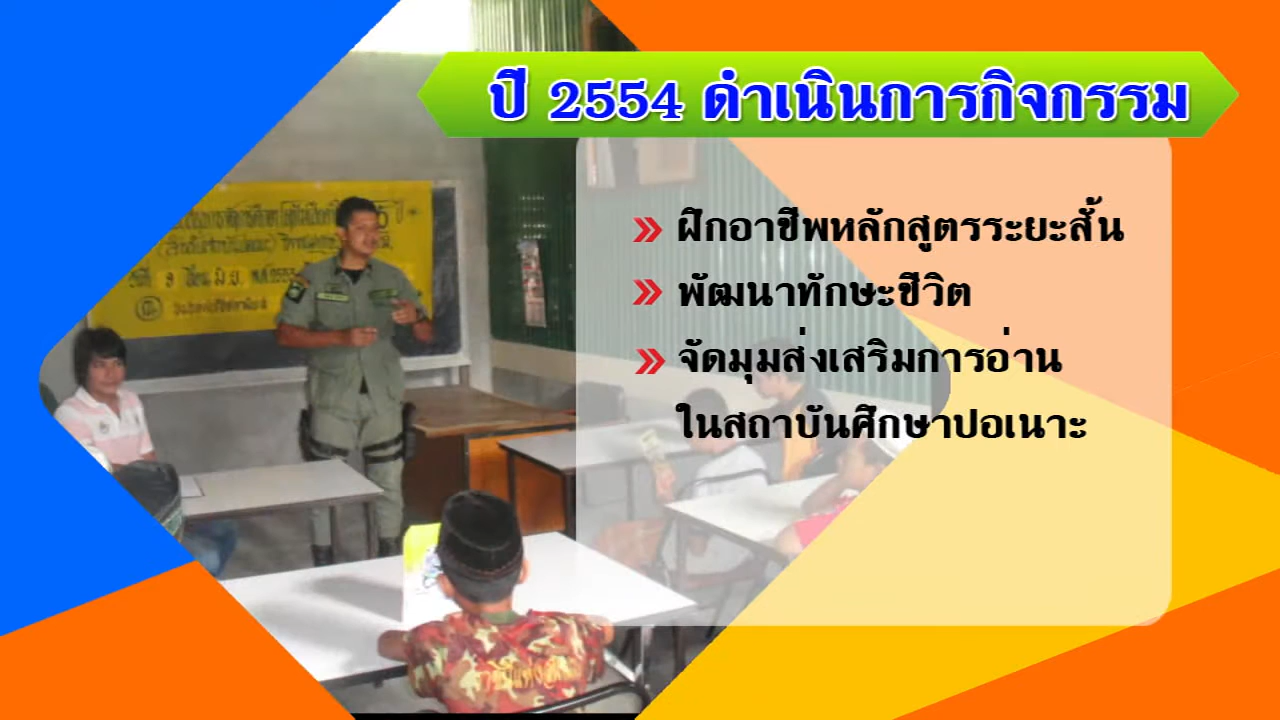 ปี 2554 ดำเนินการกิจกรรม
ฝึกอาชีพหลักสูตรระยะสั้น
พัฒนาทักษะชีวิต
จัดมุมส่งเสริมการอ่าน
ในสถาบันศึกษาปอเนาะ